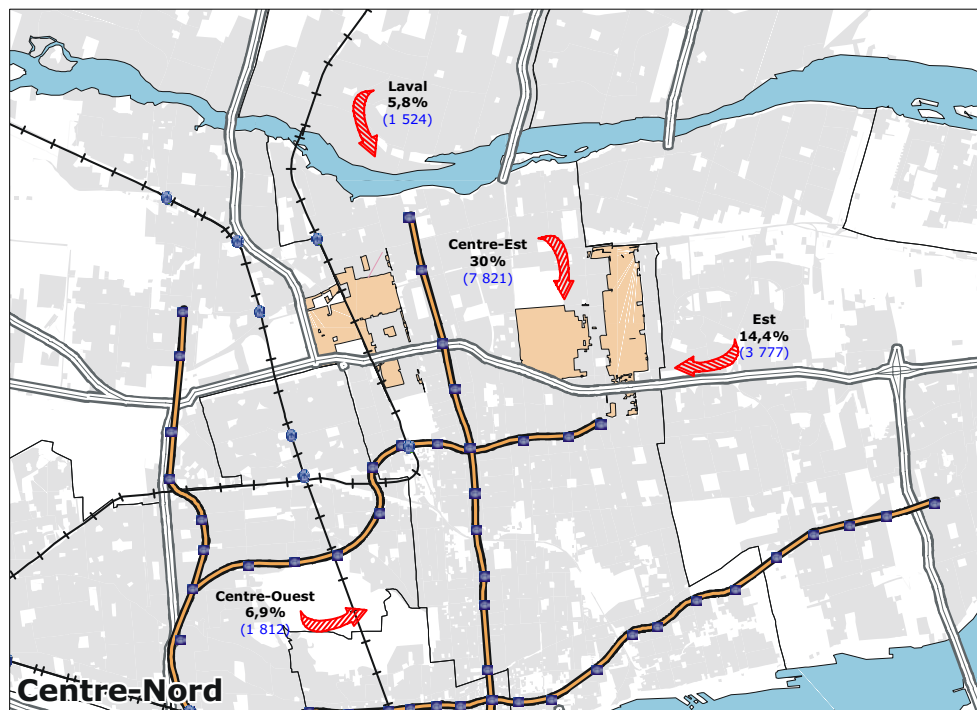 Laval
5,8%
(1 524)
Centre-Est
30%
(7 821)
Est
14,4%
(3 777)
Centre-Ouest
6,9%
(1 812)
Centre-Nord